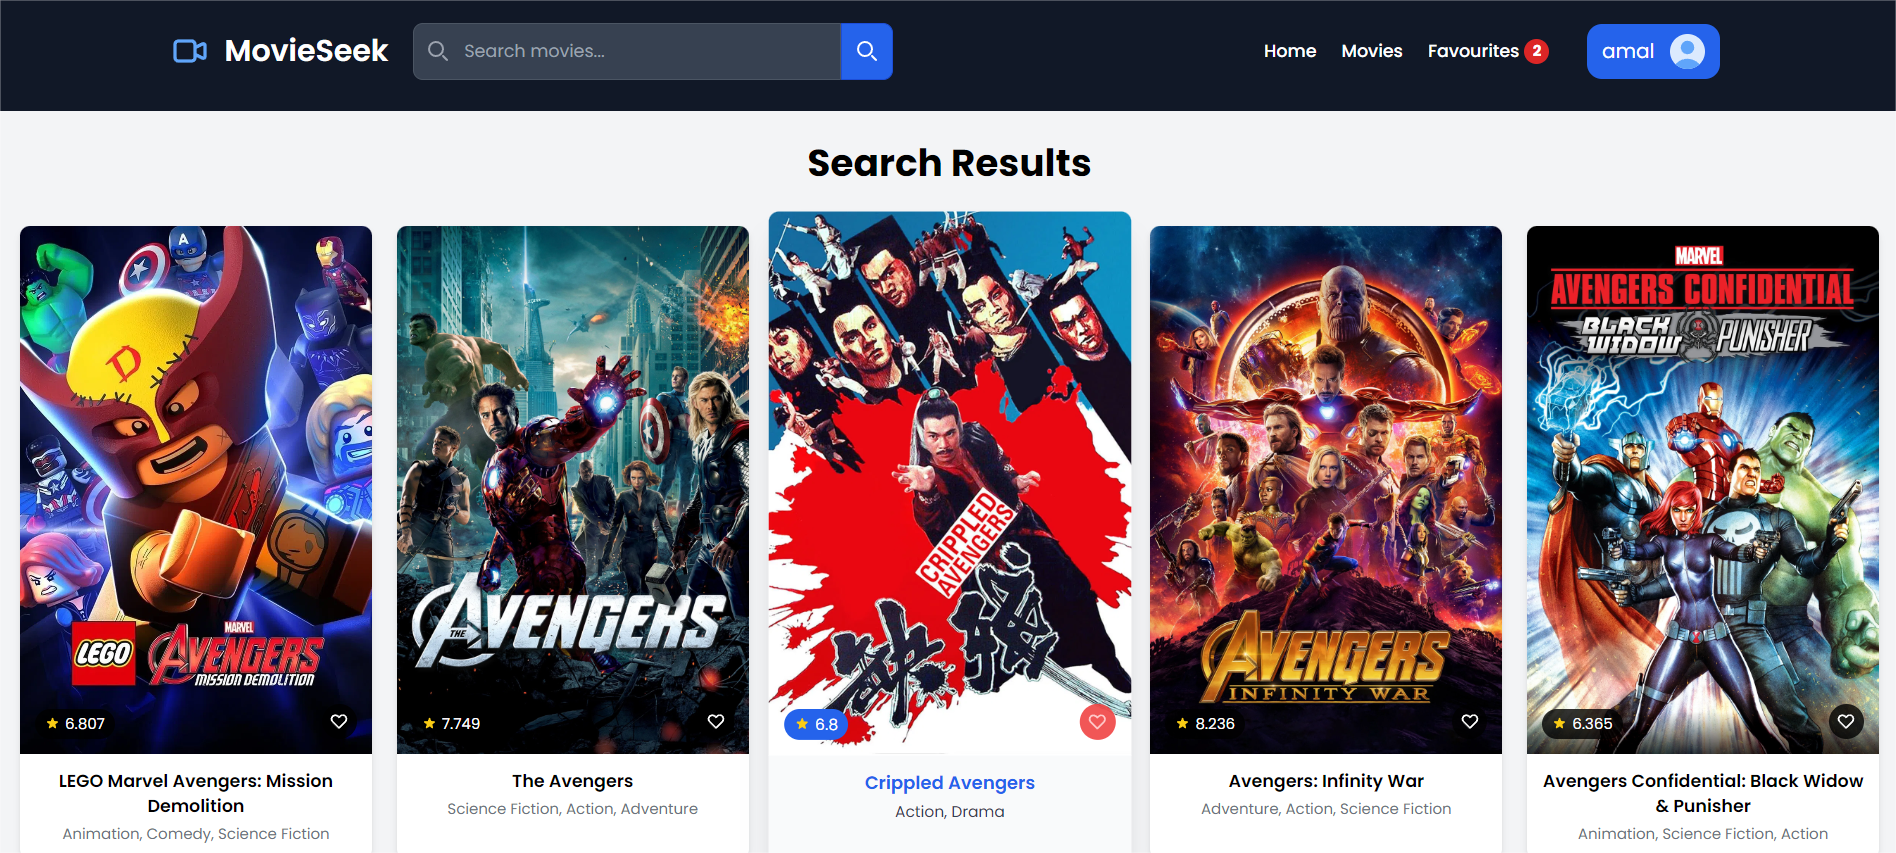 MovieSeek
Search movies...
Home
Movies
Favourites 2
amal
Search Results
A
D
LEGO
MARVEL
AVENGERS
MISSION DEMOLITION
6.807
LEGO Marvel Avengers: Mission
Demolition
Animation, Comedy, Science Fiction
THE AVENGERS
7.749
The Avengers
Science Fiction, Action, Adventure
CRIPPLED
AVENGERS
6.8
Crippled Avengers
Action, Drama
AVENGERS
INFINITY WAR
8.236
Avengers: Infinity War
Adventure, Action, Science Fiction
MARVEL
AVENGERS CONFIDENTIAL
BLACK
WIDOW PUNISHER
6.365
Avengers Confidential: Black Widow
& Punisher
Animation, Science Fiction, Action